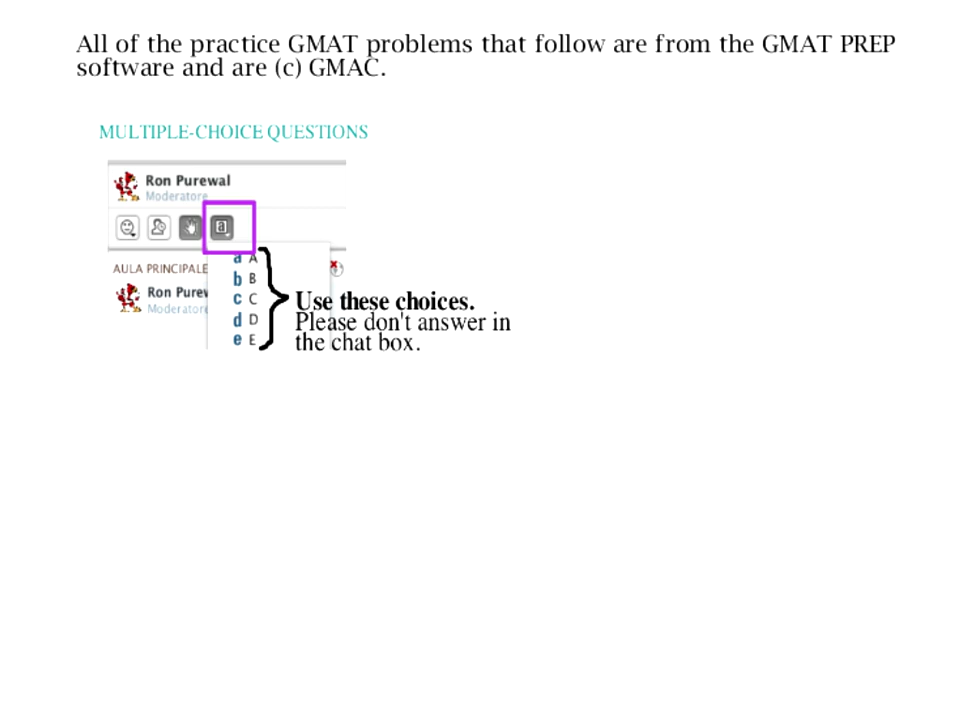 All of the practice GMAT problems that follow are from the GMAT PREP
software and are (c) GMAC.
MULTIPLE-CHOICE QUESTIONS
Ron Purewal
Moderatore
a
AULA PRINCIPALE
a A
Ron Purew
b B
Moderatore
c C
d D
e E
Use these choices.
Please don't answer in
the chat box.